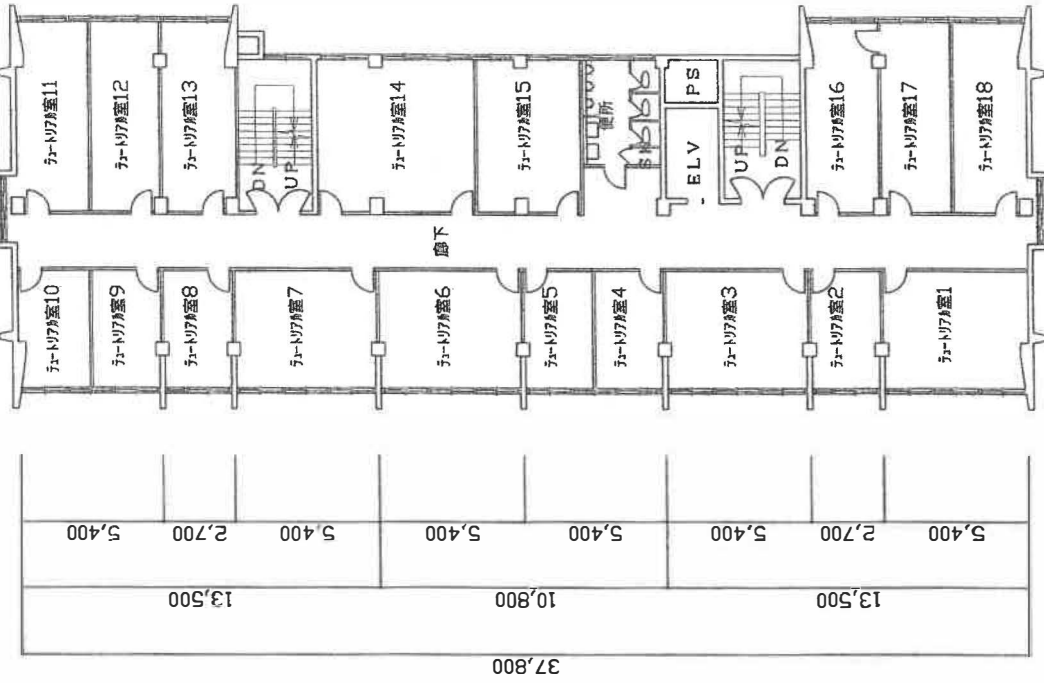 チュートリアル室11
チュートリアル室12
チュートリアル室13
DN
UP
チュートリアル室14
チュートリアル室15
便所
SK
PS
ELV
UP
DN
チュートリアル室16
チュートリアル室17
チュートリアル室18
廊下
チュートリアル室10
チュートリアル室9
チュートリアル室8
チュートリアル室7
チュートリアル室6
チュートリアル室5
チュートリアル室4
チュートリアル室3
チュートリアル室2
チュートリアル室1
5,400
2,700
5,400
5,400
5,400
5,400
2,700
5,400
13,500
10,800
13,500
37,800